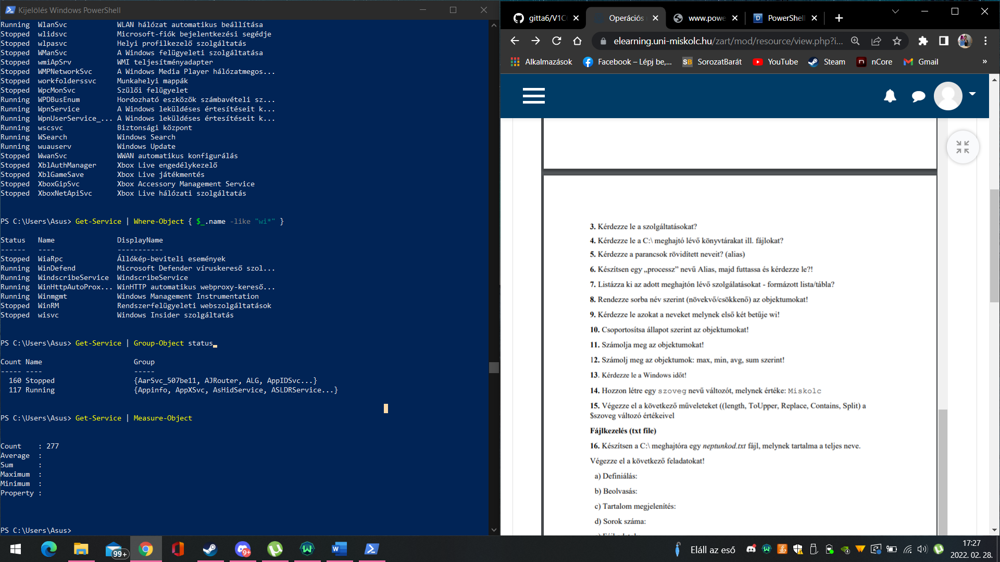 Kijelölés Windows PowerShell
Running WlanSvc WLAN hálózat automatikus beállítása
Stopped wlidsvc Microsoft-fiók bejelentkezési segédje
Stopped wlpasvc Helyi profilkezelő szolgáltatás
Stopped WManSvc A Windows felügyeleti szolgáltatása
Stopped wmiApSrv WMI teljesítményadapter
Stopped WMPNetworkSvc A Windows Media Player hálózatmegos...
Stopped workfolderssvc Munkahelyi mappák
Stopped WpcMonSvc Szülői felügyelet
Running WPDBusEnum Hordozható eszközök számbavételi sz...
Running WpnService A Windows leküldéses értesítéseit k...
Running WpnUserService_... A Windows leküldéses értesítéseit k...
Running wscsvc Biztonsági központ
Running WSearch Windows Search
Running wuauserv Windows Update
Stopped WwanSvc WWAN automatikus konfigurálás
Stopped XblAuthManager Xbox Live engedélykezelő
Stopped XblGameSave Xbox Live játékmentés
Stopped XboxGipSvc Xbox Accessory Management Service
Stopped XboxNetApiSvc Xbox Live hálózati szolgáltatás
PS C:\Users\Asus> Get-Service | Where-Object { $_.name -like "wi*" }
Status Name DisplayName
------ ---- -----------
Stopped WiaRpc Állókép-beviteli események
Running WinDefend Microsoft Defender víruskereső szol...
Running WindscribeService WindscribeService
Running WinHttpAutoProx... WinHTTP automatikus webproxy-kereső...
Running Winmgmt Windows Management Instrumentation
Stopped WinRM Rendszerfelügyeleti webszolgáltatások
Stopped wisvc Windows Insider szolgáltatás
PS C:\Users\Asus> Get-Service | Group-Object status
Count Name Group
----- ---- -----
160 Stopped {AarSvc_507be11, AJRouter, ALG, AppIDSvc...}
117 Running {Appinfo, AppXSvc, AsHidService, ASLDRService...}
PS C:\Users\Asus> Get-Service | Measure-Object
Count : 277
Average :
Sum :
Maximum :
Minimum :
Property :
PS C:\Users\Asus>
gitta6/V1C
Operációs
www.powe
PowerShell
elearning.uni-miskolc.hu/zart/mod/resource/view.php?i...
Alkalmazások
Facebook – Lépj be,...
SB SorozatBarát
YouTube
Steam
n nCore
Gmail
»
3. Kérdezze le a szolgáltatásokat?
4. Kérdezze le a C:\ meghajtó lévő könyvtárakat ill. fájlokat?
5. Kérdezze a parancsok rövidített neveit? (alias)
6. Készítsen egy „processz” nevű Alias, majd futtassa és kérdezze le?!
7. Listázza ki az adott meghajtón lévő szolgálatásokat - formázott lista/tábla?
8. Rendezze sorba név szerint (növekvő/csökkenő) az objektumokat!
9. Kérdezze le azokat a neveket melynek első két betűje wi!
10. Csoportosítsa állapot szerint az objektumokat!
11. Számolja meg az objektumokat!
12. Számolj meg az objektumok: max, min, avg, sum szerint!
13. Kérdezze le a Windows időt!
14. Hozzon létre egy szoveg nevű változót, melynek értéke: Miskolc
15. Végezze el a következő műveleteket ((length, ToUpper, Replace, Contains, Split) a
$szoveg változó értékeivel
Fájlkezelés (txt file)
16. Készítsen a C:\ meghajtóra egy neptunkod.txt fájl, melynek tartalma a teljes neve.
Végezze el a következő feladatokat!
a) Definiálás:
b) Beolvasás:
c) Tartalom megjelenítés:
d) Sorok száma:
99+
9+
Eláll az eső
17:27
2022. 02. 28.